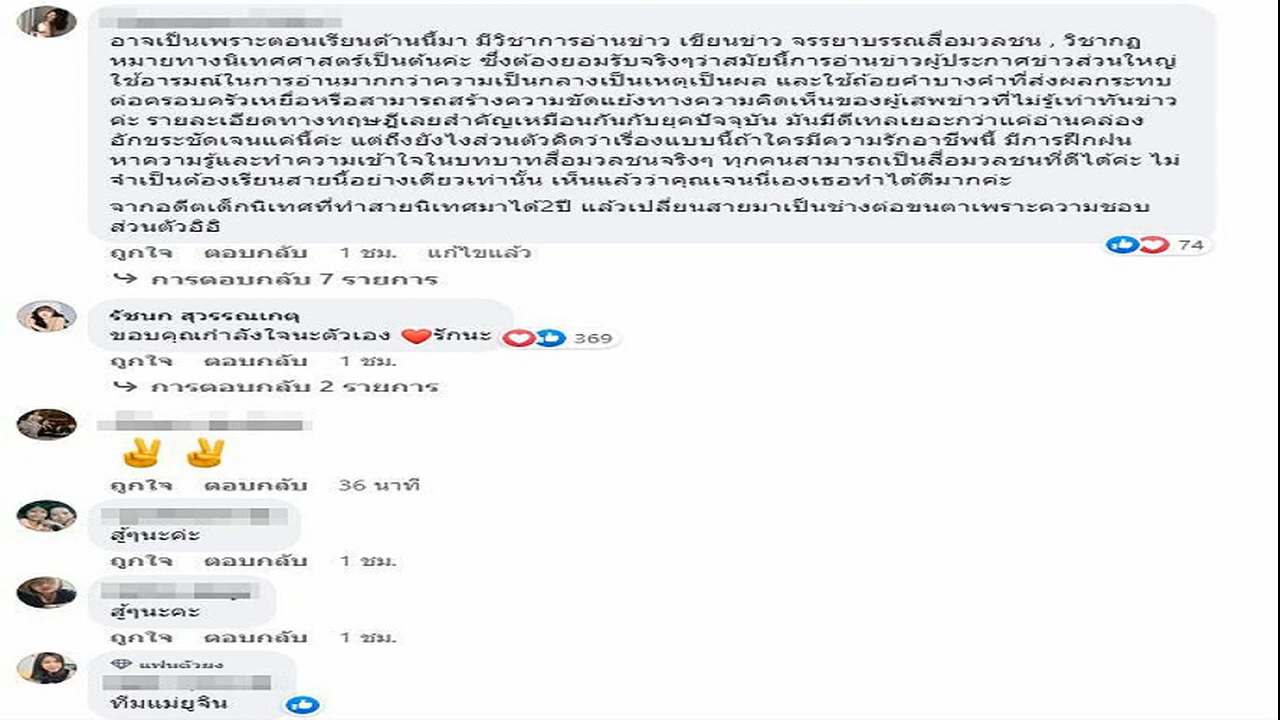 อาจเป็นเพราะตอนเรียนด้านนี้มา มีวิชาการอ่านข่าว เขียนข่าว จรรยาบรรณสื่อมวลชน , วิชากฏ
หมายทางนิเทศศาสตร์เป็นต้นค่ะ ซึ่งต้องยอมรับจริงๆว่าสมัยนี้การอ่านข่าวผู้ประกาศข่าวส่วนใหญ่
ใช้อารมณ์ในการอ่านมากกว่าความเป็นกลางเป็นเหตุเป็นผล และใช้ถ้อยคำบางคำที่ส่งผลกระทบ
ต่อครอบครัวเหยื่อหรือสามารถสร้างความขัดแย้งทางความคิดเห็นของผู้เสพข่าวที่ไม่รู้เท่าทันข่าว
ค่ะ รายละเอียดทางทฤษฎีเลยสำคัญเหมือนกันกับยุคปัจจุบัน มันมีดีเทลเยอะกว่าแค่อ่านคล่อง
อักขระชัดเจนแค่นี้ค่ะ แต่ถึงยังไงส่วนตัวคิดว่าเรื่องแบบนี้ถ้าใครมีความรักอาชีพนี้ มีการฝึกฝน
หาความรู้และทำความเข้าใจในบทบาทสื่อมวลชนจริงๆ ทุกคนสามารถเป็นสื่อมวลชนที่ดีได้ค่ะ ไม่
จำเป็นต้องเรียนสายนี้อย่างเดียวเท่านั้น เห็นแล้วว่าคุณเจนนี่เองเธอทำได้ดีมากค่ะ
จากอดีตเด็กนิเทศที่ทำสายนิเทศมาได้2ปี แล้วเปลี่ยนสายมาเป็นช่างต่อขนตาเพราะความชอบ
ส่วนตัวอิอิ
74
ถูกใจ ตอบกลับ 1 ชม. แก้ไขแล้ว
การตอบกลับ 7 รายการ
รัชนก สุวรรณเกตุ
ขอบคุณกำลังใจนะตัวเอง ❤️รักนะ 369
ถูกใจ ตอบกลับ 1 ชม.
การตอบกลับ 2 รายการ
✌️ ✌️
ถูกใจ ตอบกลับ 36 นาที
สู้ๆนะค่ะ
ถูกใจ ตอบกลับ 1 ชม.
สู้ๆนะคะ
ถูกใจ ตอบกลับ 1 ชม.
แฟนตัวยง
ทีมแม่ยูจิน